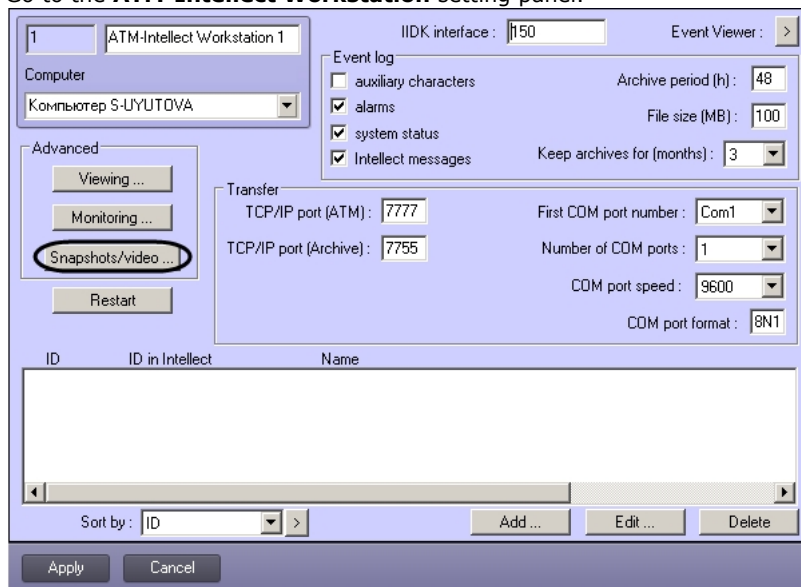 Go to the ATM-Intellect Workstation setting panel.
1 ATM-Intellect Workstation 1
Computer
Компьютер S-UYUTOVA
IIDK interface : 150
Event Viewer : >
Event log
auxiliary characters
alarms
system status
Intellect messages
Archive period (h) : 48
File size (MB) : 100
Keep archives for (months) : 3
Advanced
Viewing ...
Monitoring ...
Snapshots/video ...
Restart
Transfer
TCP/IP port (ATM) : 7777
TCP/IP port (Archive) : 7755
First COM port number : Com1
Number of COM ports : 1
COM port speed : 9600
COM port format : 8N1
ID ID in Intellect Name
Sort by : ID >
Add ... Edit ... Delete
Apply Cancel